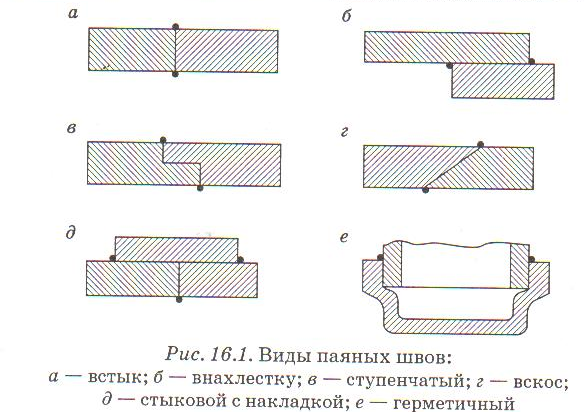 а
б
в
г
д
е
Рис. 16.1. Виды паяных швов:
а — встык; б — внахлестку; в — ступенчатый; г — вскос;
д — стыковой с накладкой; е — герметичный